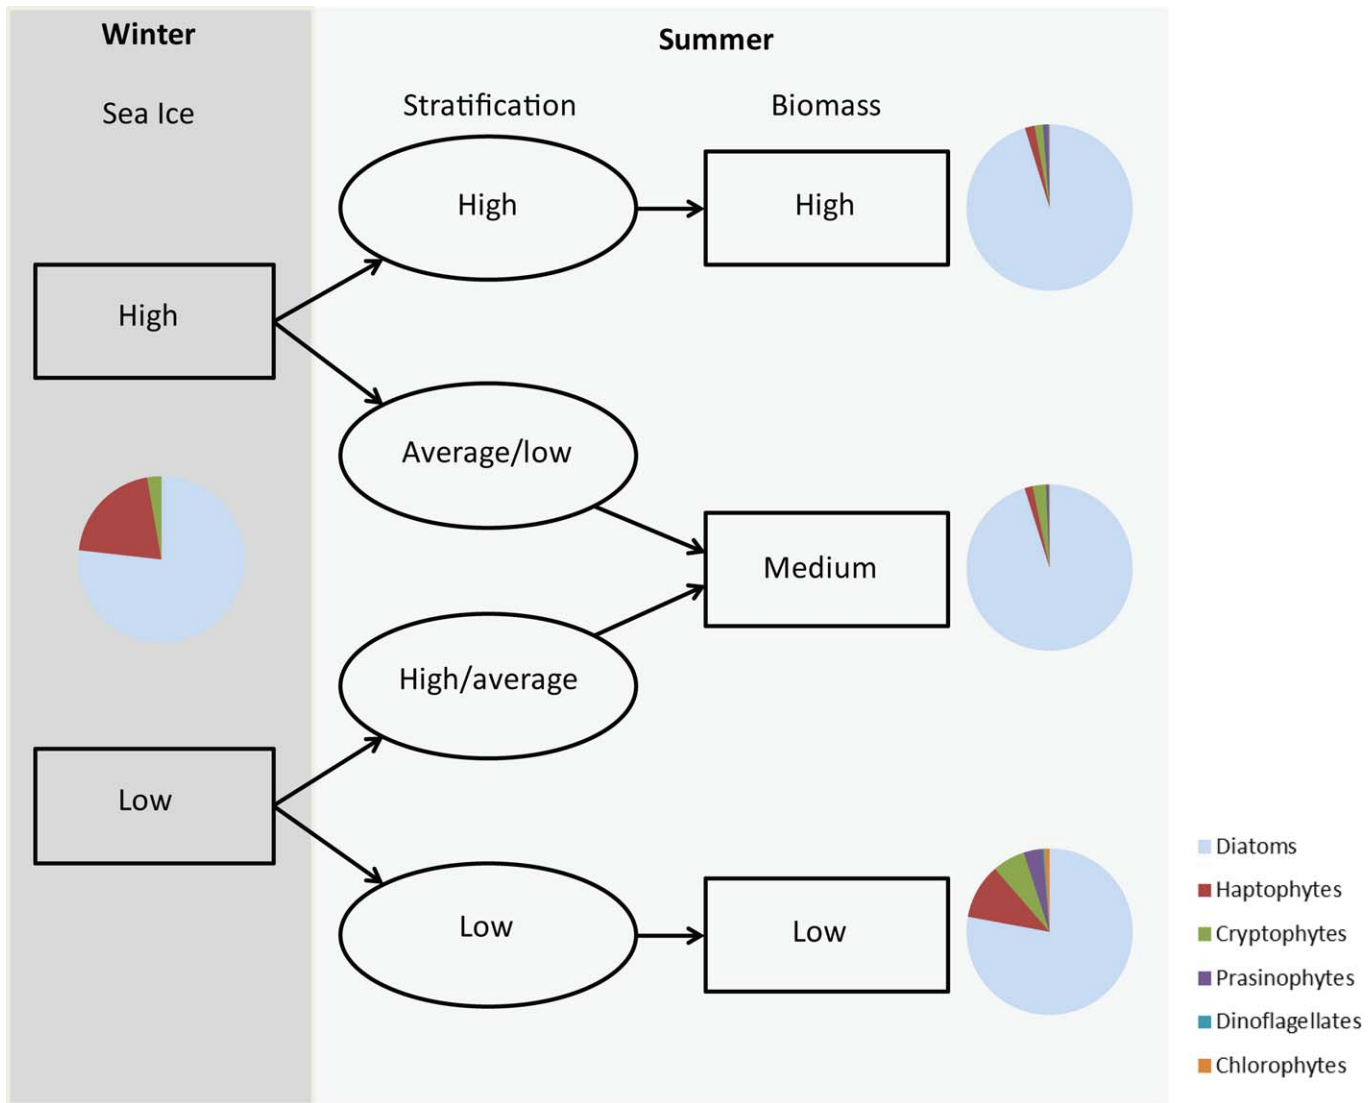 Winter
Summer
Sea Ice
Stratification
Biomass
High
High
High
Average/low
Medium
High/average
Low
Low
Low
Diatoms
Haptophytes
Cryptophytes
Prasinophytes
Dinoflagellates
Chlorophytes